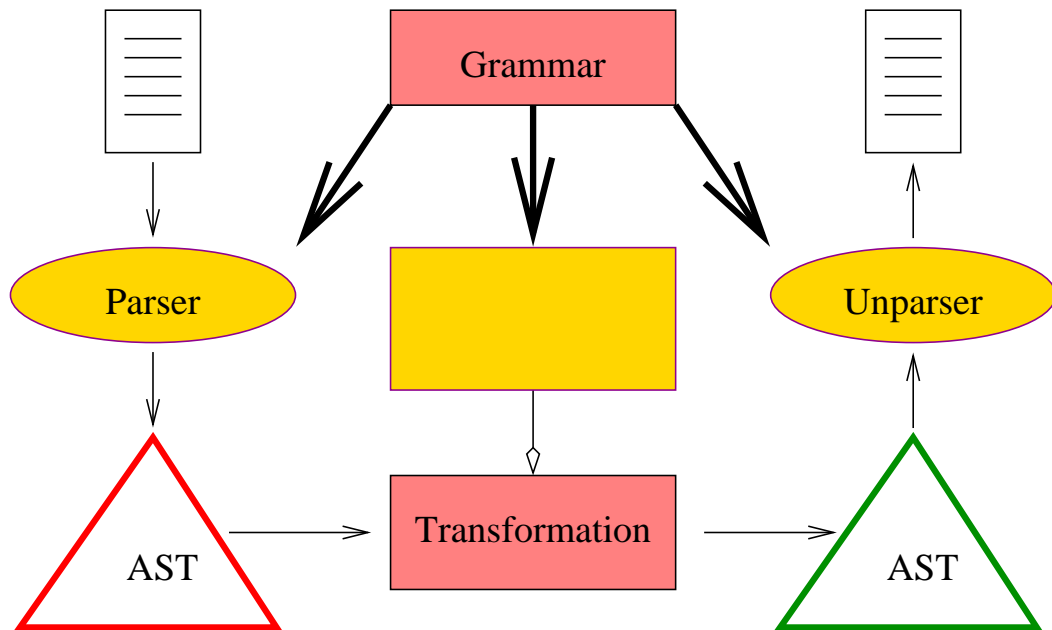 Grammar
Parser
Unparser
Transformation
AST
AST